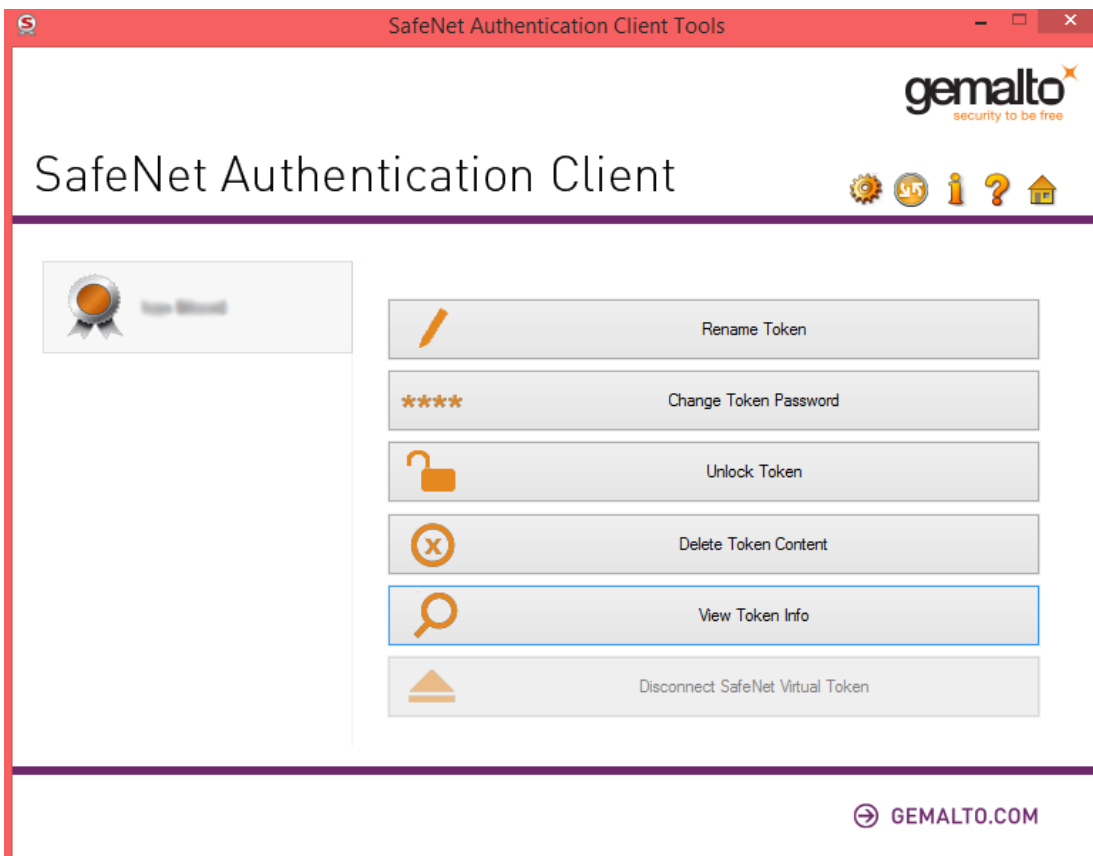 SafeNet Authentication Client Tools
gemalto
security to be free
SafeNet Authentication Client
Rename Token
**** Change Token Password
Unlock Token
Delete Token Content
View Token Info
Disconnect SafeNet Virtual Token
GEMALTO.COM